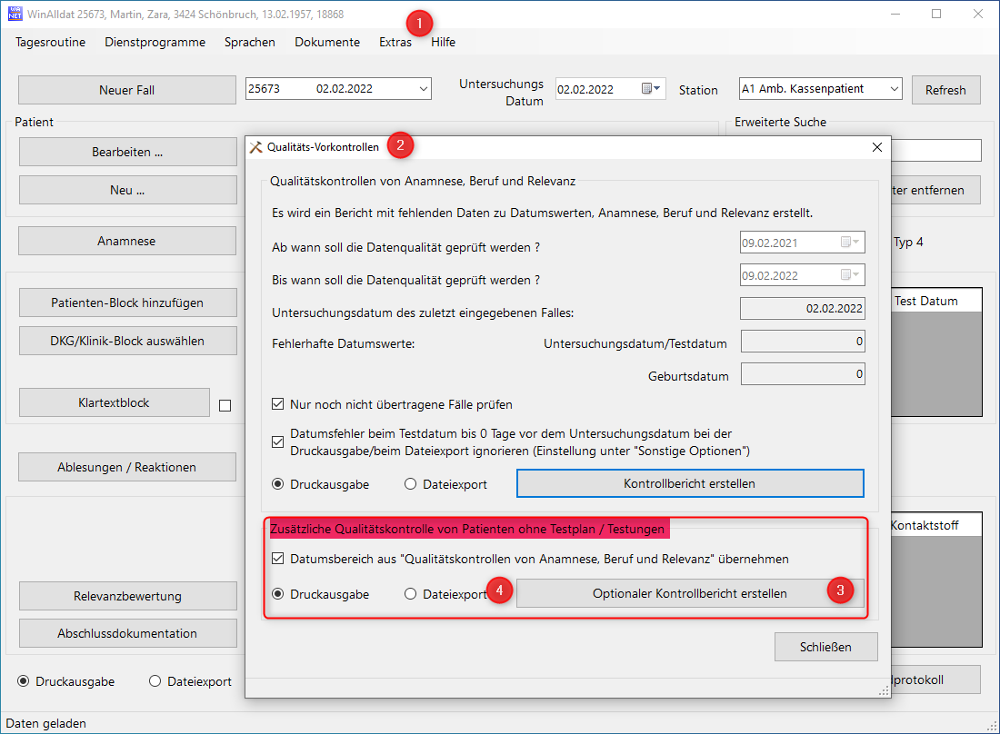 WA
NET
WinAlldat 25673, Martin, Zara, 3424 Schönbruch, 13.02.1957, 18868
1
Tagesroutine Dienstprogramme Sprachen Dokumente Extras Hilfe
Neuer Fall
25673 02.02.2022
Untersuchungs
Datum
02.02.2022
Station
A1 Amb. Kassenpatient
Refresh
Patient
Erweiterte Suche
Bearbeiten ...
Neu ...
ter entfernen
Anamnese
Typ 4
Patienten-Block hinzufügen
DKG/Klinik-Block auswählen
Test Datum
Klartextblock
Ablesungen / Reaktionen
Kontaktstoff
Relevanzbewertung
Abschlussdokumentation
Druckausgabe Dateiexport
lprotokoll
Daten geladen
Qualitäts-Vorkontrollen
2
Qualitätskontrollen von Anamnese, Beruf und Relevanz
Es wird ein Bericht mit fehlenden Daten zu Datumswerten, Anamnese, Beruf und Relevanz erstellt.
Ab wann soll die Datenqualität geprüft werden ? 09.02.2021
Bis wann soll die Datenqualität geprüft werden ? 09.02.2022
Untersuchungsdatum des zuletzt eingegebenen Falles: 02.02.2022
Fehlerhafte Datumswerte: Untersuchungsdatum/Testdatum 0
Geburtsdatum 0
Nur noch nicht übertragene Fälle prüfen
Datumsfehler beim Testdatum bis 0 Tage vor dem Untersuchungsdatum bei der
Druckausgabe/beim Dateiexport ignorieren (Einstellung unter "Sonstige Optionen")
Druckausgabe Dateiexport Kontrollbericht erstellen
Zusätzliche Qualitätskontrolle von Patienten ohne Testplan / Testungen
Datumsbereich aus "Qualitätskontrollen von Anamnese, Beruf und Relevanz" übernehmen
Druckausgabe Dateiexport 4 Optionaler Kontrollbericht erstellen 3
Schließen